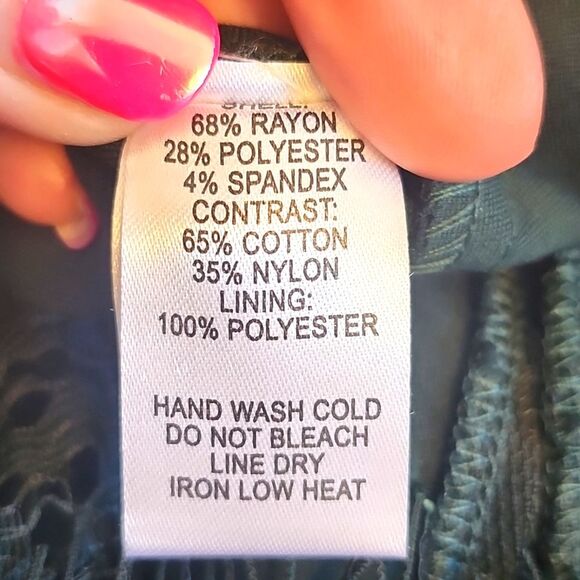 SHELL:
68% RAYON
28% POLYESTER
4% SPANDEX
CONTRAST:
65% COTTON
35% NYLON
LINING:
100% POLYESTER
HAND WASH COLD
DO NOT BLEACH
LINE DRY
IRON LOW HEAT